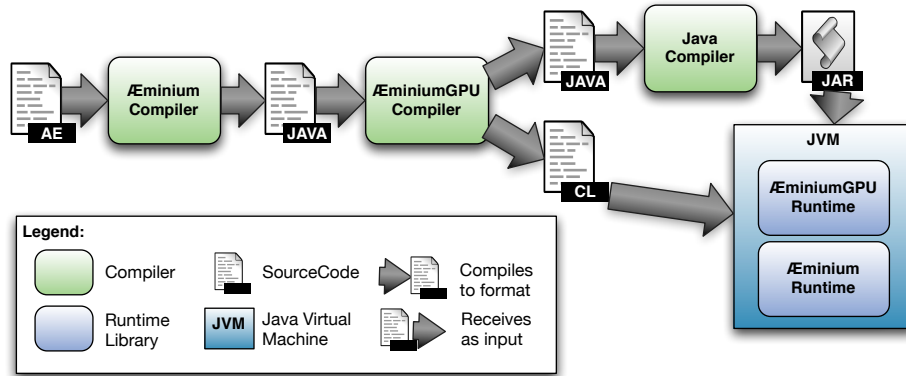 AE
Æminium
Compiler
JAVA
ÆminiumGPU
Compiler
JAVA
Java
Compiler
JAR
CL
JVM
ÆminiumGPU
Runtime
Æminium
Runtime
Legend:
Compiler
SourceCode
Compiles
to format
Runtime
Library
JVM
Java Virtual
Machine
Receives
as input